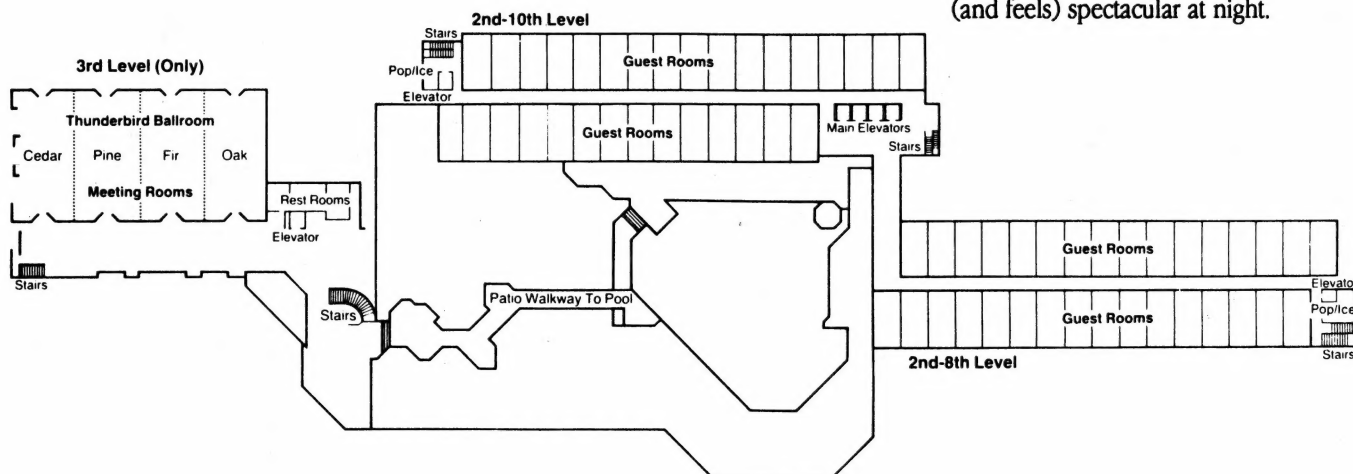 (and feels) spectacular at night.
2nd-10th Level
Stairs
Guest Rooms
Pop/Ice
Elevator
3rd Level (Only)
Thunderbird Ballroom
Cedar
Pine
Fir
Oak
Meeting Rooms
Guest Rooms
Main Elevators
Stairs
Rest Rooms
Elevator
Stairs
Stairs
Patio Walkway To Pool
Guest Rooms
Elevato
Pop/Ice
Guest Rooms
Stairs
2nd-8th Level